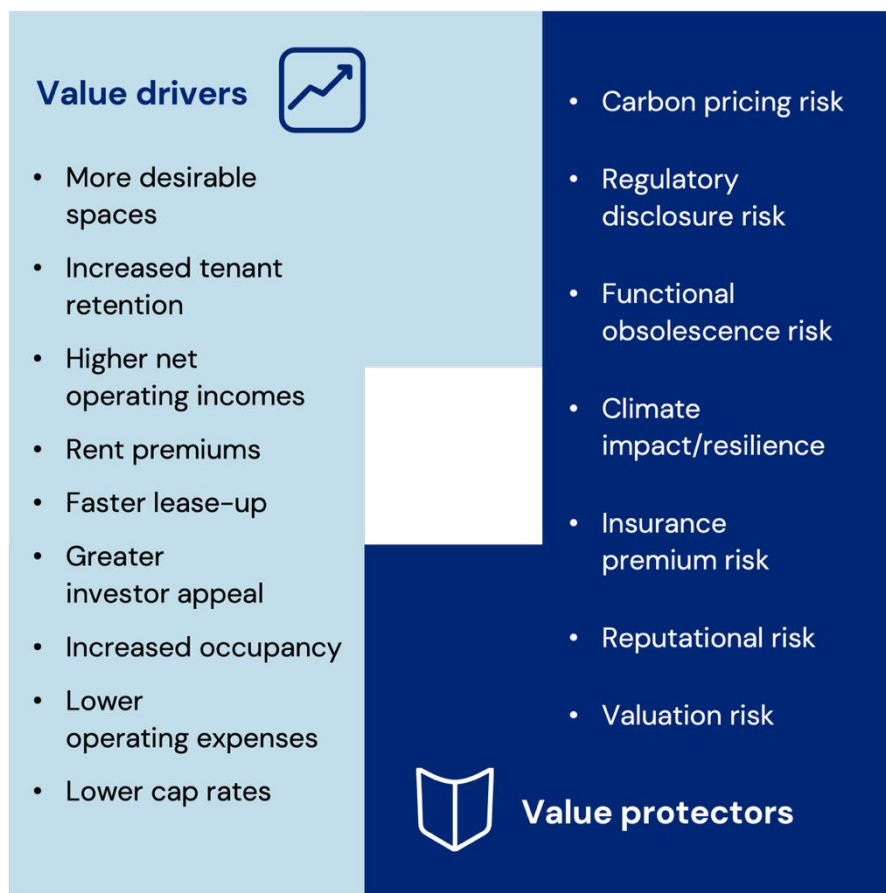 Value drivers
• More desirable
spaces
• Increased tenant
retention
• Higher net
operating incomes
• Rent premiums
• Faster lease-up
• Greater
investor appeal
• Increased occupancy
• Lower
operating expenses
• Lower cap rates
• Carbon pricing risk
• Regulatory
disclosure risk
• Functional
obsolescence risk
• Climate
impact/resilience
• Insurance
premium risk
• Reputational risk
• Valuation risk
Value protectors